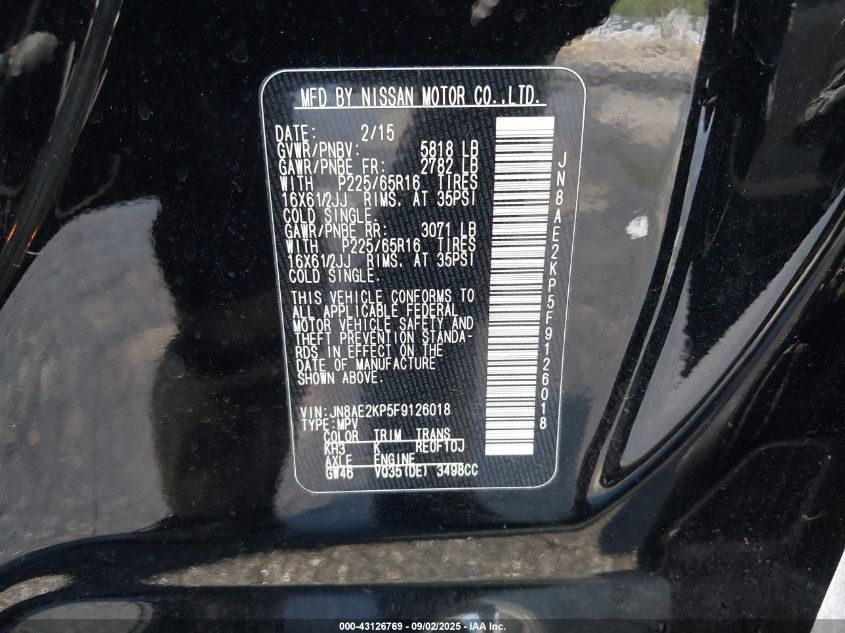 MFD BY NISSAN MOTOR CO.,LTD.
DATE: 2/15
GVWR/PNBV: 5818 LB
GAWR/PNBE FR: 2782 LB
WITH P225/65R16 TIRES
16X61/2JJ RIMS. AT 35PSI
COLD SINGLE.
GAWR/PNBE RR: 3071 LB
WITH P225/65R16 TIRES
16X61/2JJ RIMS. AT 35PSI
COLD SINGLE.
THIS VEHICLE CONFORMS TO
ALL APPLICABLE FEDERAL
MOTOR VEHICLE SAFETY AND
THEFT PREVENTION STANDA-
RDS IN EFFECT ON THE
DATE OF MANUFACTURE
SHOWN ABOVE.
VIN:JN8AE2KP5F9126018
TYPE:MPV
COLOR TRIM TRANS
KH3 K RE0F10J
AXLE ENGINE
GW46 VQ35(DE) 3498CC
JN8AE2KP5F9126018
000-43126769 - 09/02/2025 - IAA Inc.